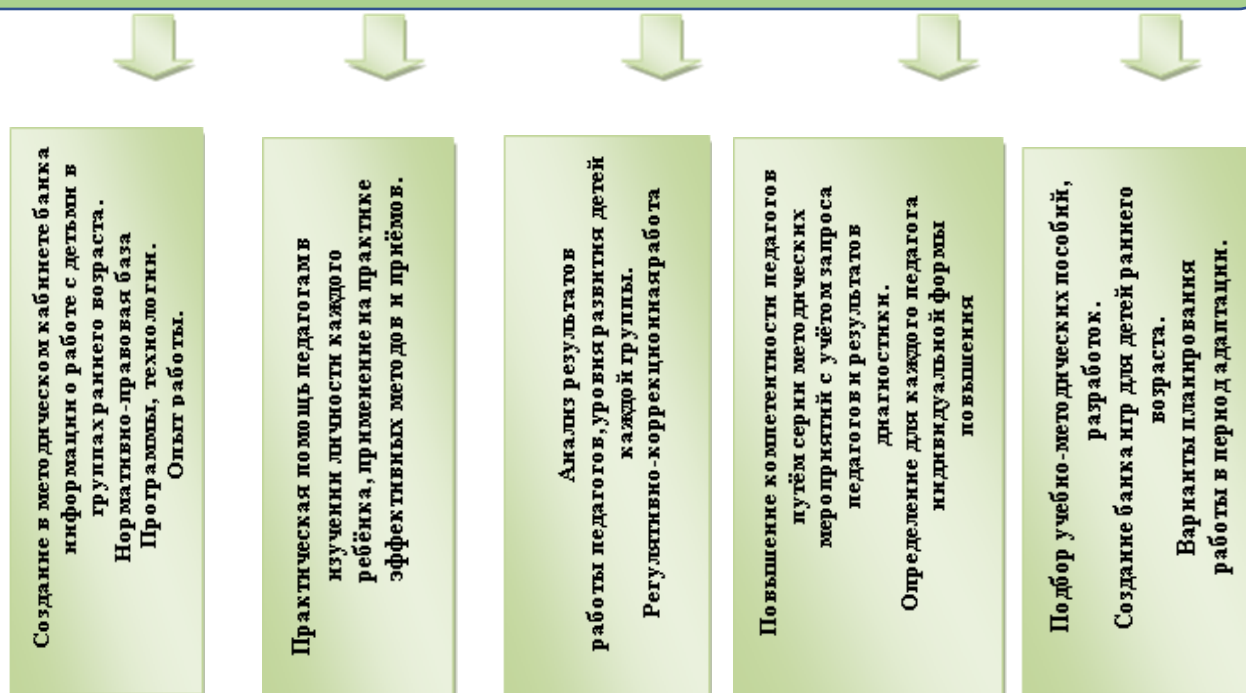 Создание в методическом кабинете банка
информации о работе с детьми в
группах раннего возраста.
Нормативно-правовая база
Программы, технологии.
Опыт работы.
Практическая помощь педагогам в
изучении личности каждого
ребёнка, применение на практике
эффективных методов и приёмов.
Анализ результатов
работы педагогов, уровня развития детей
каждой группы.
Регулятивно-коррекционная работа
Повышение компетентности педагогов
путём серии методических
мероприятий с учётом запроса
педагогов и результатов
диагностики.
Определение для каждого педагога
индивидуальной формы
повышения
Подбор учебно-методических пособий,
разработок.
Создание банка игр для детей раннего
возраста.
Варианты планирования
работы в период адаптации.